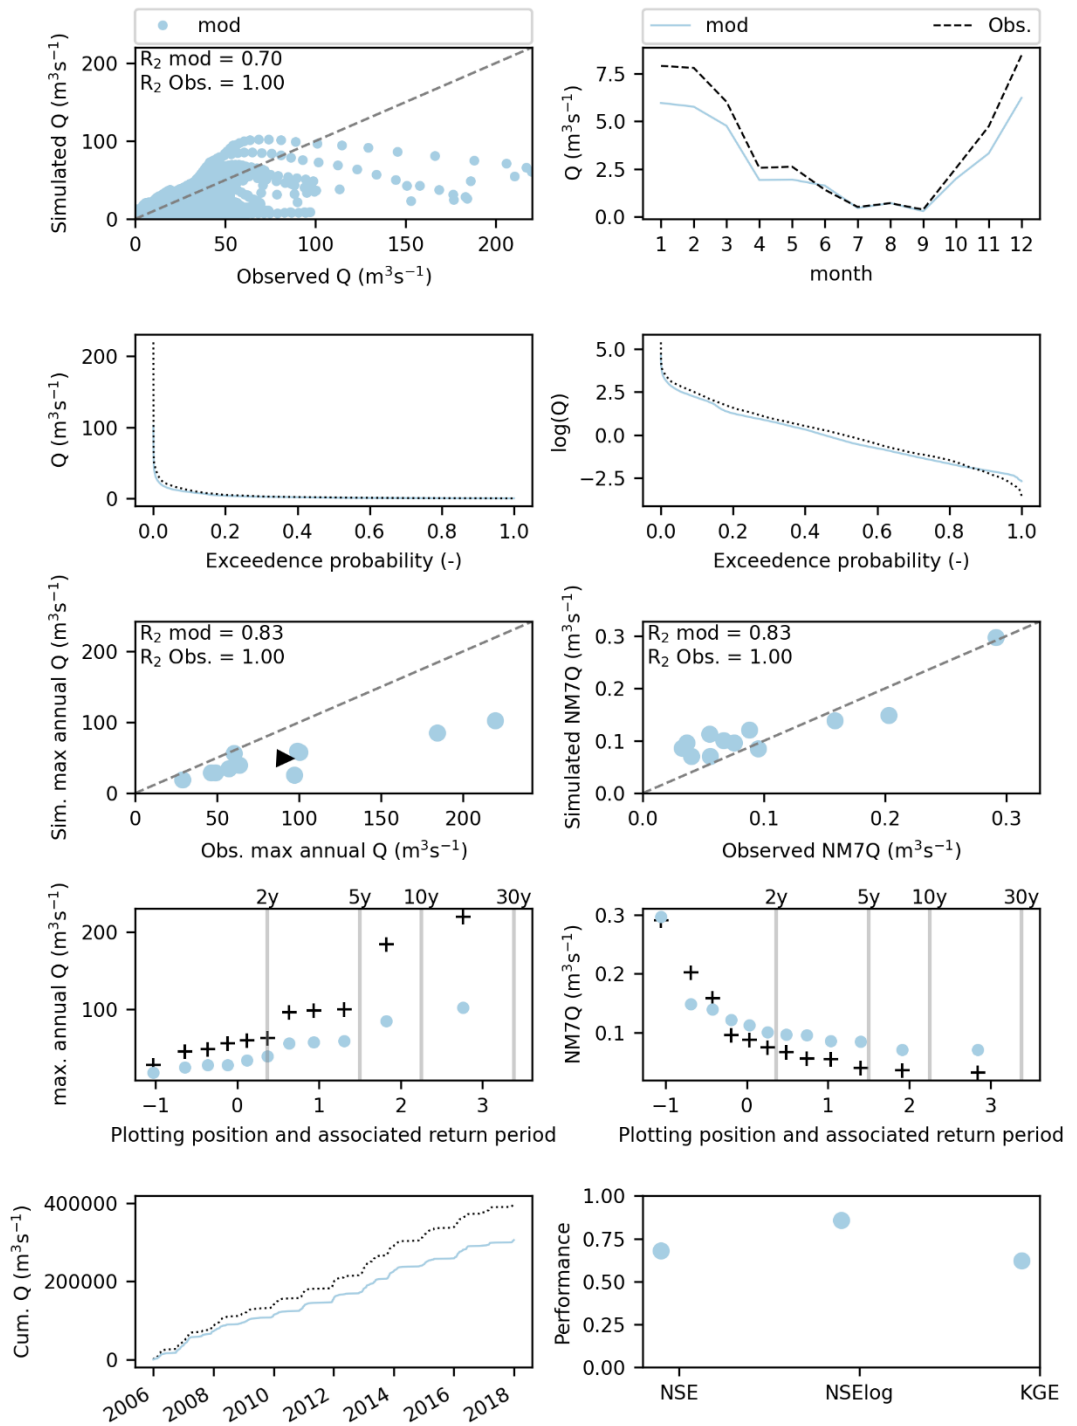 mod
R2 mod = 0.70
R2 Obs. = 1.00
Simulated Q (m³s⁻¹)
200
100
0
0 50 100 150 200
Observed Q (m³s⁻¹)
mod Obs.
Q (m³s⁻¹)
7.5
5.0
2.5
0.0
1 2 3 4 5 6 7 8 9 10 11 12
month
Q (m³s⁻¹)
200
100
0
0.0 0.2 0.4 0.6 0.8 1.0
Exceedence probability (-)
log(Q)
5.0
2.5
0.0
−2.5
0.0 0.2 0.4 0.6 0.8 1.0
Exceedence probability (-)
R2 mod = 0.83
R2 Obs. = 1.00
Sim. max annual Q (m³s⁻¹)
200
100
0
0 50 100 150 200
Obs. max annual Q (m³s⁻¹)
R2 mod = 0.83
R2 Obs. = 1.00
Simulated NM7Q (m³s⁻¹)
0.3
0.2
0.1
0.0
0.0 0.1 0.2 0.3
Observed NM7Q (m³s⁻¹)
2y 5y 10y 30y
max. annual Q (m³s⁻¹)
200
100
−1 0 1 2 3
Plotting position and associated return period
2y 5y 10y 30y
NM7Q (m³s⁻¹)
0.3
0.2
0.1
−1 0 1 2 3
Plotting position and associated return period
Cum. Q (m³s⁻¹)
400000
200000
0
2006 2008 2010 2012 2014 2016 2018
Performance
1.00
0.75
0.50
0.25
0.00
NSE NSElog KGE